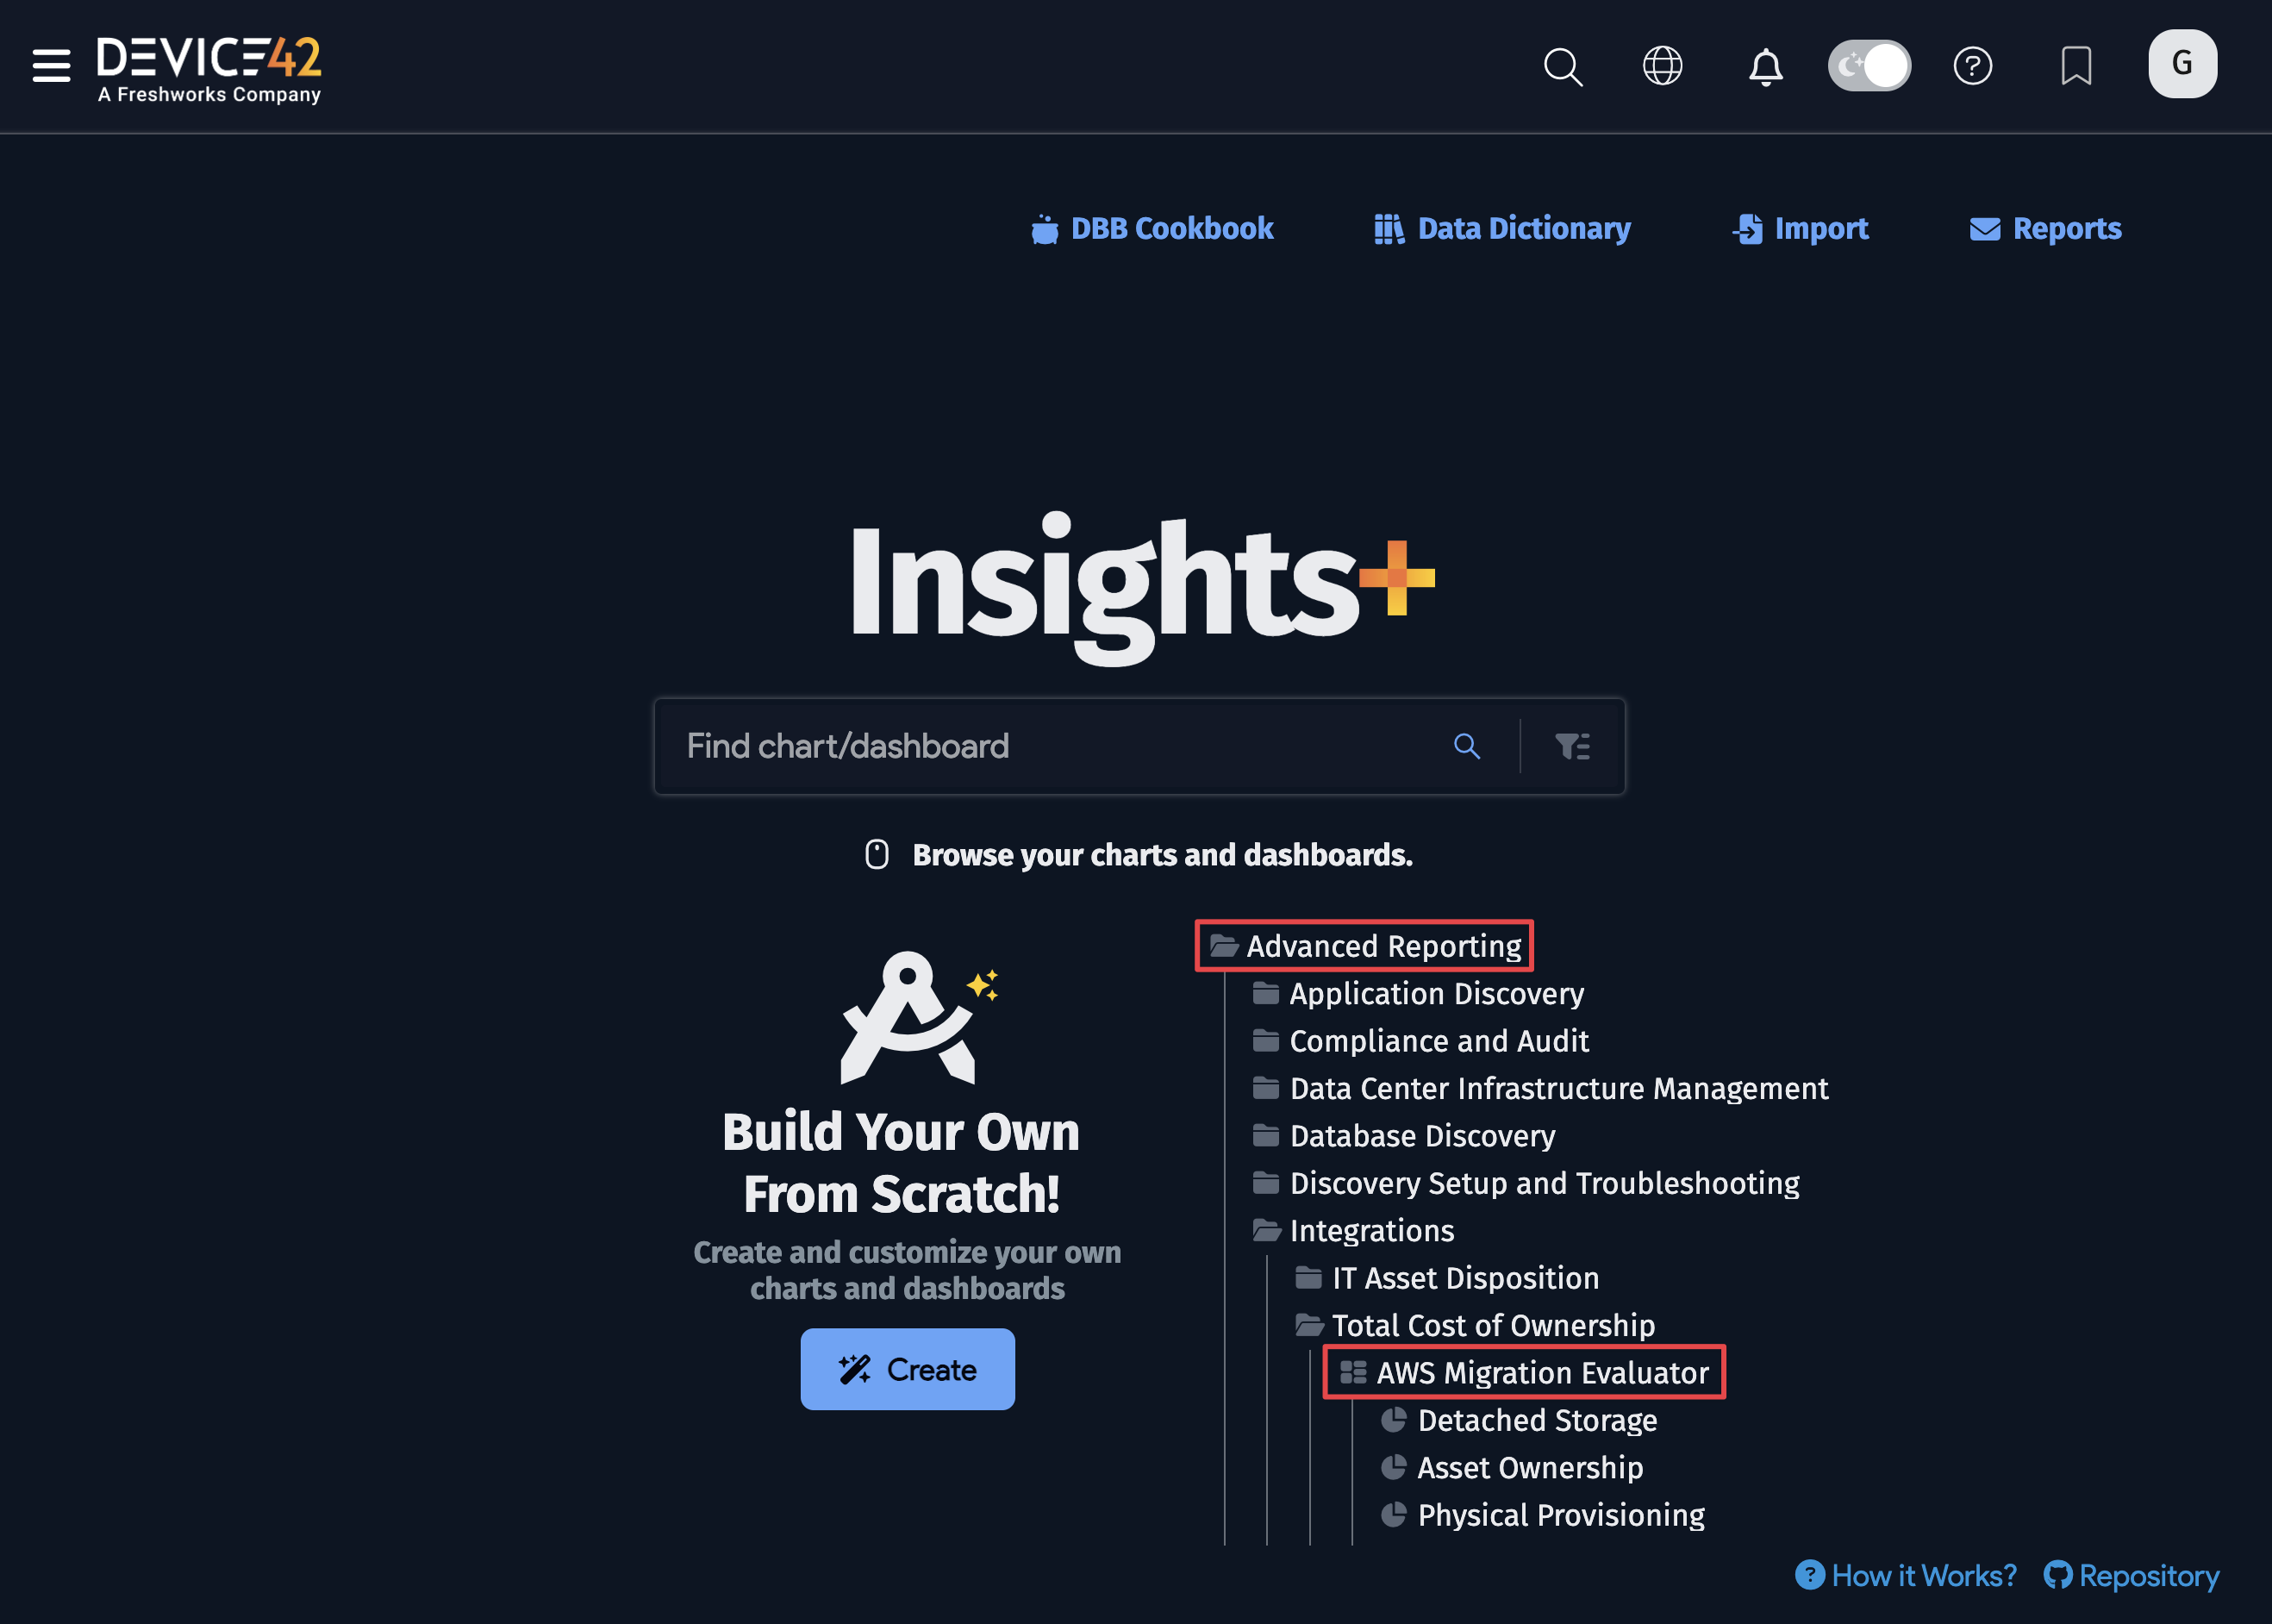 DEVICE42
A Freshworks Company
G
DBB Cookbook
Data Dictionary
Import
Reports
Insights+
Find chart/dashboard
Browse your charts and dashboards.
Build Your Own
From Scratch!
Create and customize your own
charts and dashboards
Create
Advanced Reporting
Application Discovery
Compliance and Audit
Data Center Infrastructure Management
Database Discovery
Discovery Setup and Troubleshooting
Integrations
IT Asset Disposition
Total Cost of Ownership
AWS Migration Evaluator
Detached Storage
Asset Ownership
Physical Provisioning
How it Works?
Repository